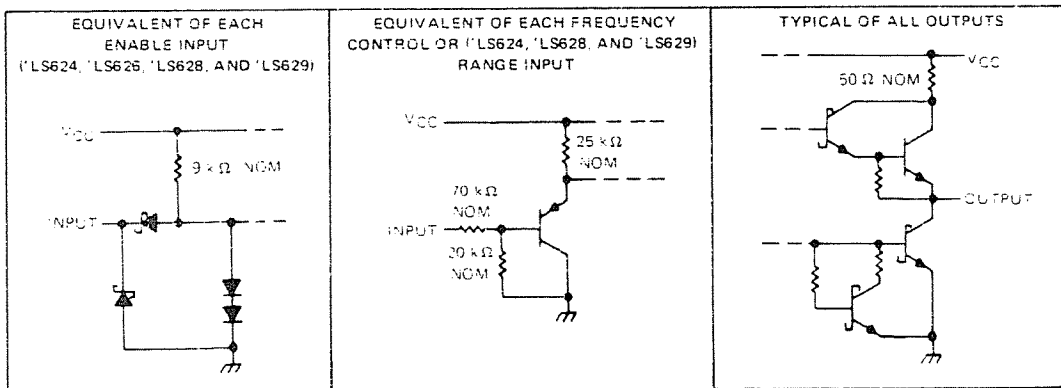 EQUIVALENT OF EACH
ENABLE INPUT
('LS624, 'LS626, 'LS628, AND 'LS629)
VCC
9 kΩ NOM
INPUT
EQUIVALENT OF EACH FREQUENCY
CONTROL OR ('LS624, 'LS628, AND 'LS629)
RANGE INPUT
VCC
25 kΩ
NOM
70 kΩ
NOM
INPUT
20 kΩ
NOM
TYPICAL OF ALL OUTPUTS
VCC
50 Ω NOM
OUTPUT